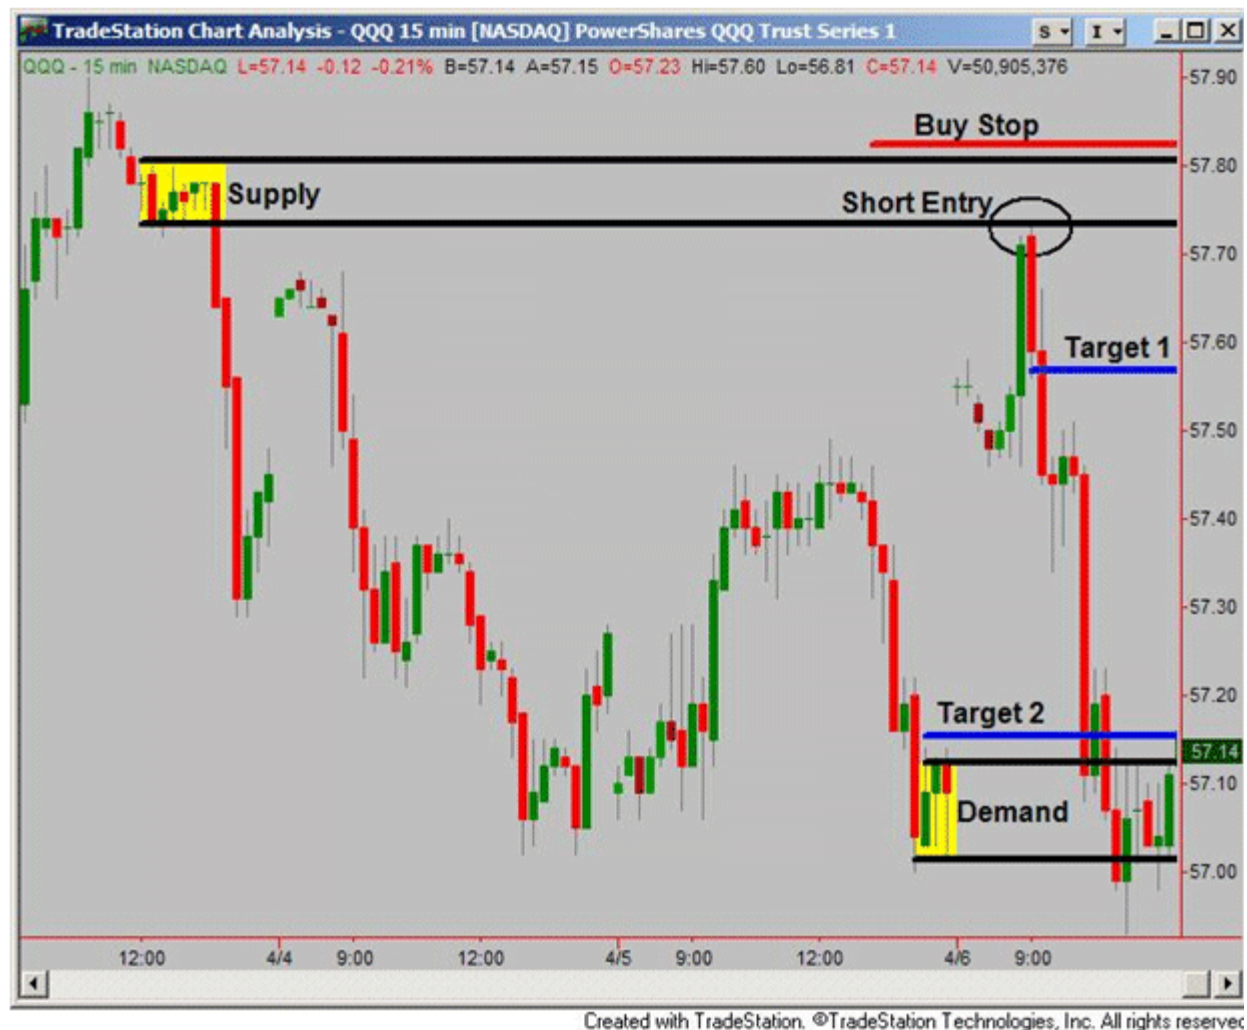 TradeStation Chart Analysis - QQQ 15 min [NASDAQ] PowerShares QQQ Trust Series 1
S I
QQQ - 15 min NASDAQ L=57.14 -0.12 -0.21% B=57.14 A=57.15 O=57.23 Hi=57.60 Lo=56.81 C=57.14 V=50,905,376
57.90
Buy Stop
57.80
Supply
Short Entry
57.70
Target 1
57.60
57.50
57.40
57.30
57.20
Target 2
57.14
57.10
Demand
57.00
12:00 4/4 9:00 12:00 4/5 9:00 12:00 4/6 9:00
Created with TradeStation. ©TradeStation Technologies, Inc. All rights reserved